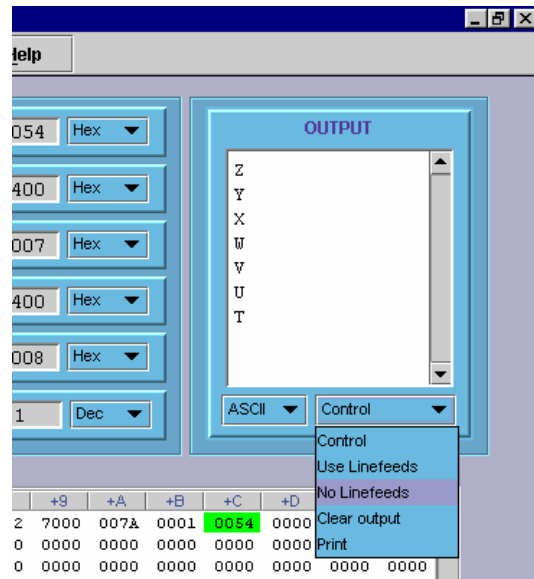 Help
054 Hex
OUTPUT
Z
400 Hex
Y
X
007 Hex
W
V
400 Hex
U
T
008 Hex
1 Dec
ASCII Control
Control
Use Linefeeds
No Linefeeds
+9 +A +B +C +D
2 7000 007A 0001 0054 0000 Clear output
0 0000 0000 0000 0000 0000 Print
0 0000 0000 0000 0000 0000 0000 0000